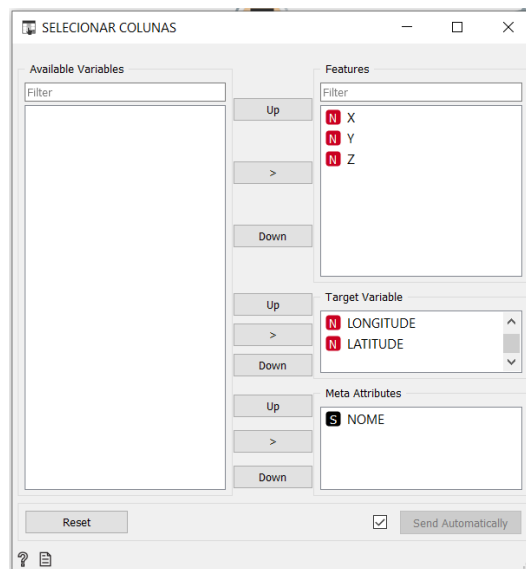 SELECIONAR COLUNAS
Available Variables
Filter
Up
>
Down
Up
>
Down
Up
>
Down
Features
Filter
N X
N Y
N Z
Target Variable
N LONGITUDE
N LATITUDE
Meta Attributes
S NOME
Reset
Send Automatically
?